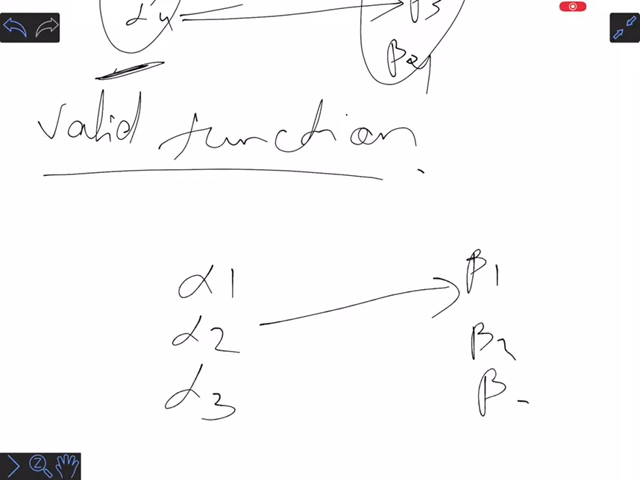 α4 β3
β4
Valid function.
α1 β1
α2 β2
α3 β